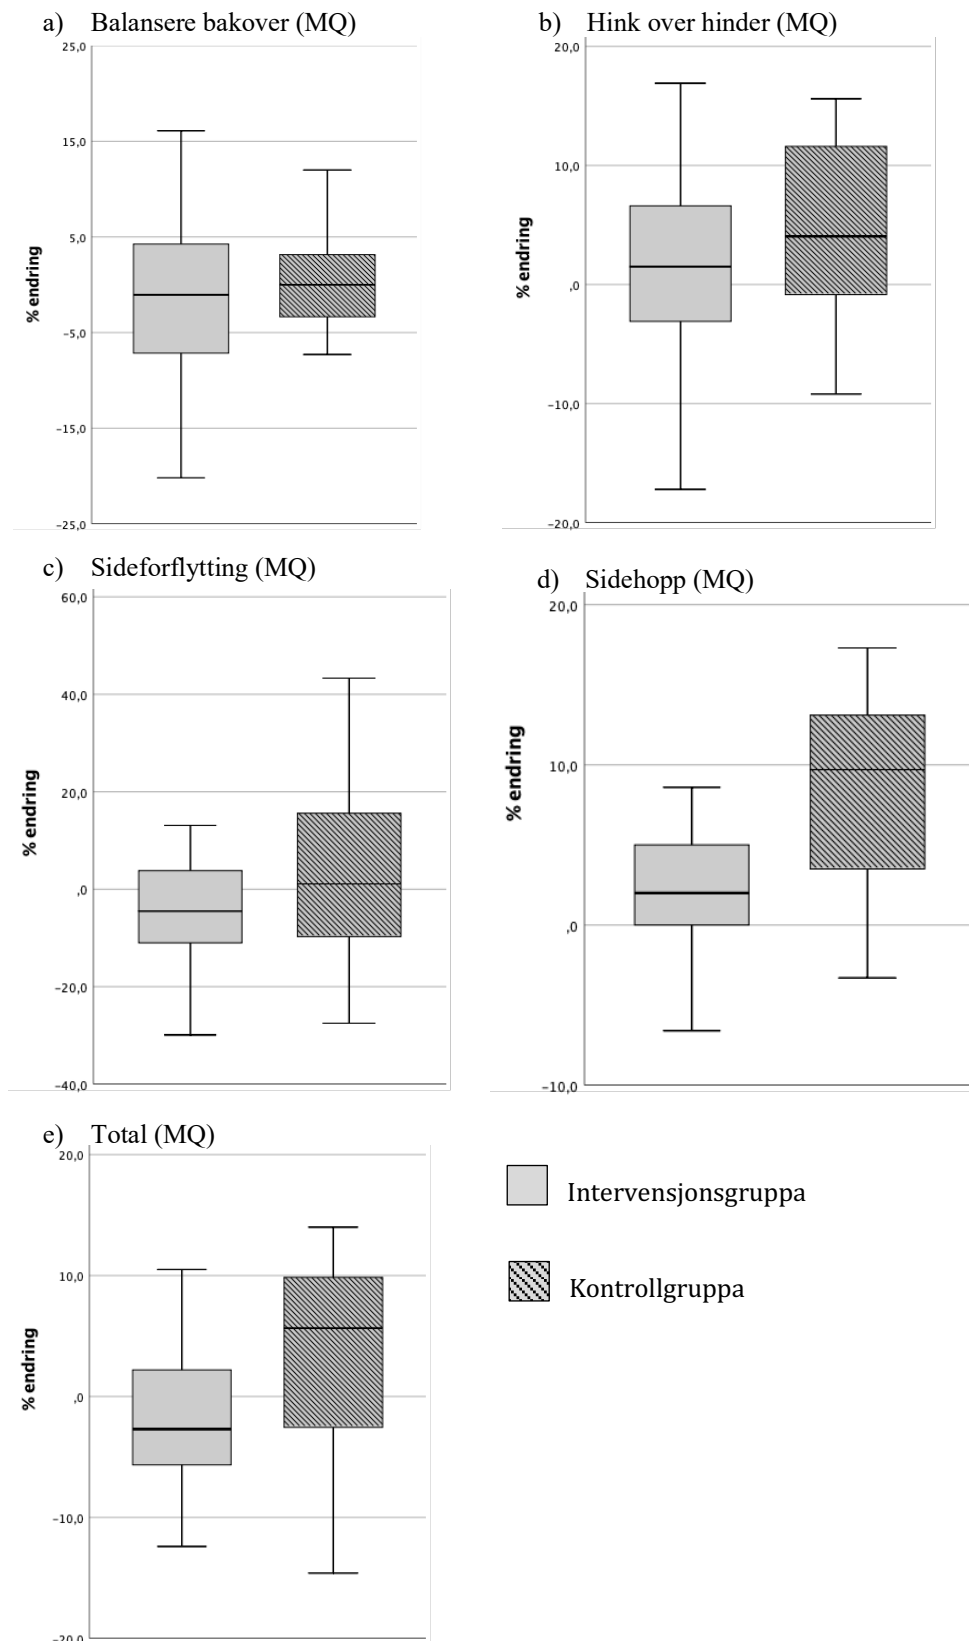 a) Balansere bakover (MQ)
25,0
15,0
5,0
−5,0
−15,0
−25,0
% endring
b) Hink over hinder (MQ)
20,0
10,0
,0
−10,0
−20,0
% endring
c) Sideforflytting (MQ)
60,0
40,0
20,0
,0
−20,0
−40,0
% endring
d) Sidehopp (MQ)
20,0
10,0
,0
−10,0
% endring
e) Total (MQ)
20,0
10,0
,0
−10,0
−20,0
% endring
Intervensjonsgruppa
Kontrollgruppa